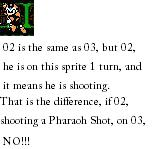 02 is the same as 03, but 02,
he is on this sprite 1 turn, and
it means he is shooting.
That is the difference, if 02,
shooting a Pharaoh Shot, on 03,
NO!!!